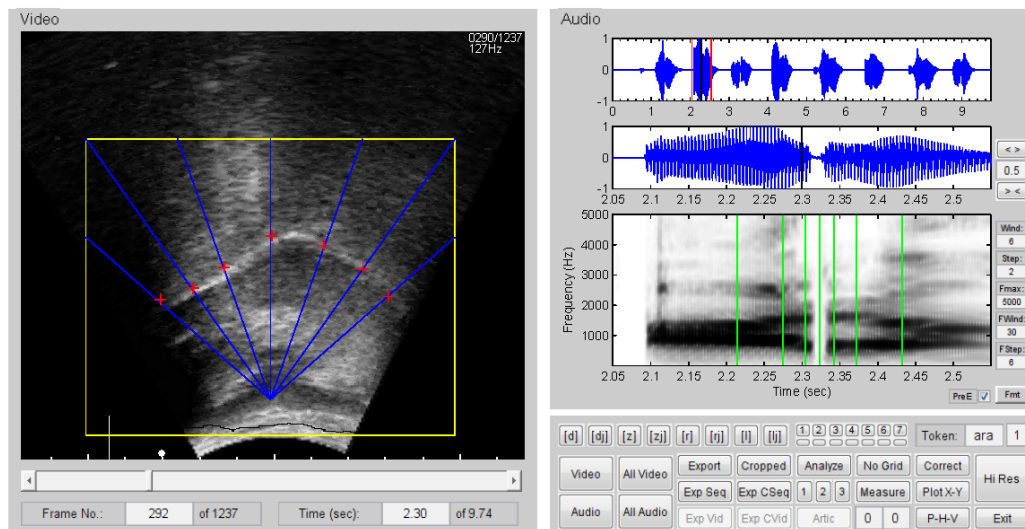 Video
0290/1237
127Hz
Frame No.: 292 of 1237 Time (sec): 2.30 of 9.74
Audio
1
0
-1
0 1 2 3 4 5 6 7 8 9
1
0
-1
2.05 2.1 2.15 2.2 2.25 2.3 2.35 2.4 2.45 2.5
< >
0.5
> <
5000
4000
3000
2000
1000
Frequency (Hz)
2.05 2.1 2.15 2.2 2.25 2.3 2.35 2.4 2.45 2.5
Time (sec)
Wind:
6
Step:
2
Fmax:
5000
FWind:
30
FStep:
6
PreE Fmt
[d] [dj] [z] [zj] [r] [rj] [l] [lj] 1 2 3 4 5 6 7 Token: ara 1
Video All Video Export Cropped Analyze No Grid Correct Hi Res
Exp Seq Exp CSeq 1 2 3 Measure Plot X-Y
Audio All Audio Exp Vid Exp CVid Artic 0 0 P-H-V Exit